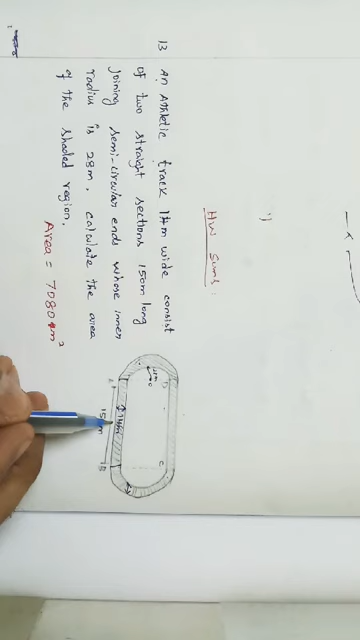 HW Sums:
1)
13 An Athletic track 14m wide consist
of two straight sections 150m long
joining semi-circular ends whose inner
radius is 28m. calculate the area
of the shaded region.
Area = 7080 m²
D
C
B